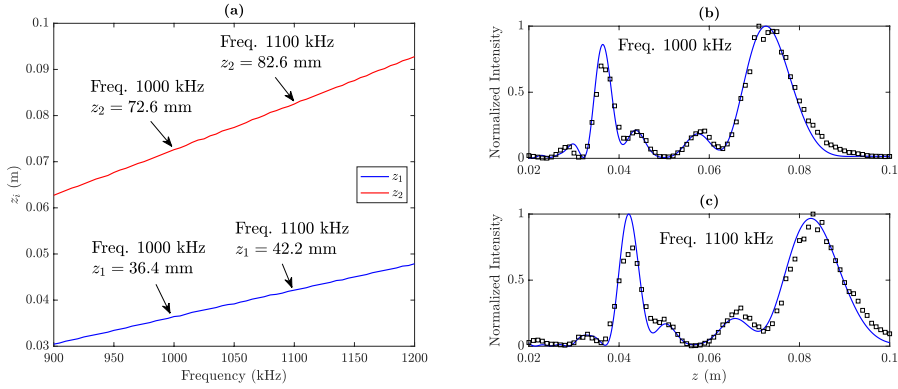 (a)
0.1
0.09
0.08
0.07
0.06
0.05
0.04
0.03
z_i (m)
Freq. 1100 kHz
z_2 = 82.6 mm
Freq. 1000 kHz
z_2 = 72.6 mm
z_1
z_2
Freq. 1000 kHz
z_1 = 36.4 mm
Freq. 1100 kHz
z_1 = 42.2 mm
900
950
1000
1050
1100
1150
1200
Frequency (kHz)
(b)
Normalized Intensity
1
0.5
0
Freq. 1000 kHz
0.02
0.04
0.06
0.08
0.1
(c)
Normalized Intensity
1
0.5
0
Freq. 1100 kHz
0.02
0.04
0.06
0.08
0.1
z (m)